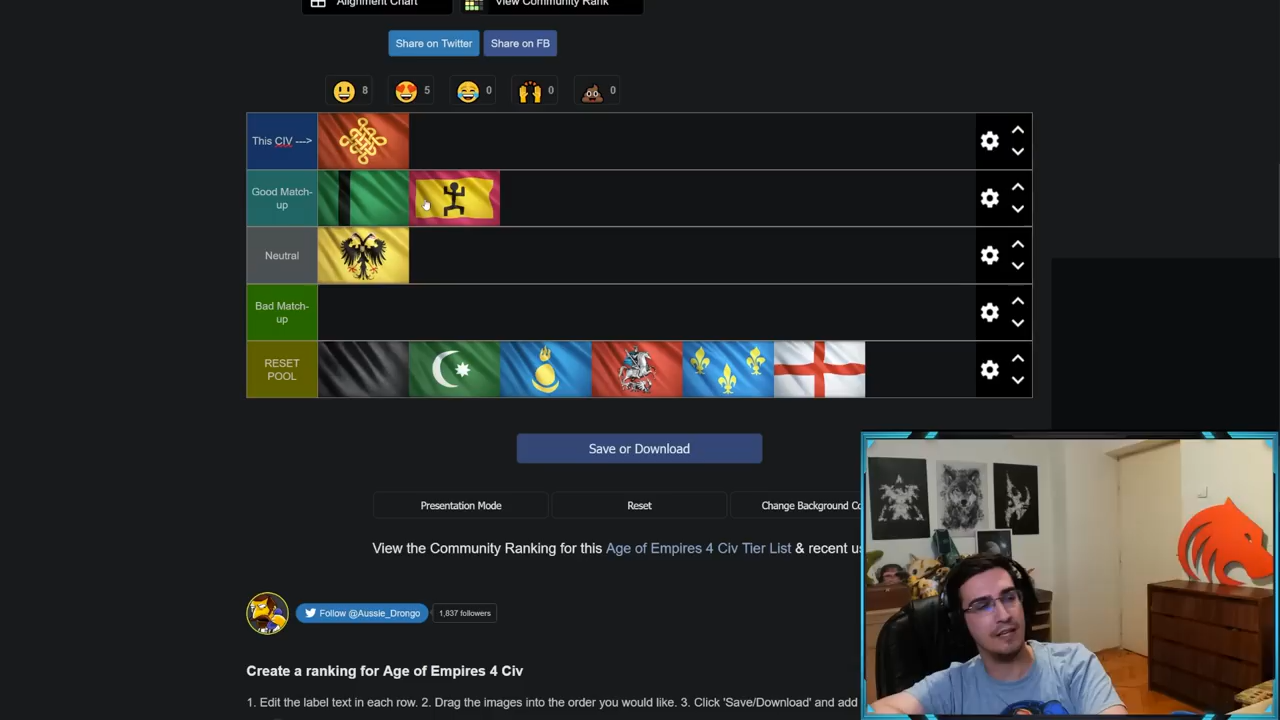 Alignment Chart
View Community Rank
Share on Twitter
Share on FB
8
5
0
0
0
This CIV --->
Good Match-
up
Neutral
Bad Match-
up
RESET
POOL
Save or Download
Presentation Mode
Reset
Change Background Co
View the Community Ranking for this Age of Empires 4 Civ Tier List & recent us
Follow @Aussie_Drongo
1,837 followers
Create a ranking for Age of Empires 4 Civ
1. Edit the label text in each row. 2. Drag the images into the order you would like. 3. Click 'Save/Download' and add